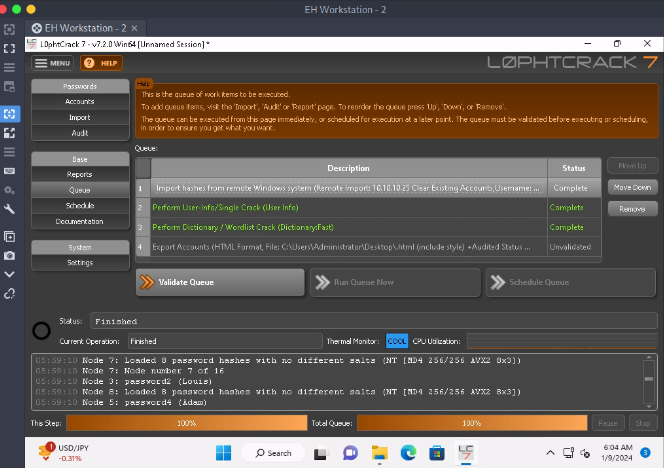 EH Workstation - 2
EH Workstation - 2 ×
L0phtCrack 7 - v7.2.0 Win64 [Unnamed Session] *
MENU
HELP
L0PHTCRACK 7
Passwords
Accounts
Import
Audit
Base
Reports
Queue
Schedule
Documentation
System
Settings
Help
This is the queue of work items to be executed.
To add queue items, visit the 'Import', 'Audit' or 'Report' page. To reorder the queue press 'Up', 'Down', or 'Remove'.
The queue can be executed from this page immediately, or scheduled for execution at a later point. The queue must be validated before executing or scheduling,
in order to ensure you get what you want.
Queue:
Description Status
1 Import hashes from remote Windows system (Remote Import: 10.10.10.25 Clear Existing Accounts,Username: ... Complete
2 Perform User-Info/Single Crack (User Info) Complete
3 Perform Dictionary / Wordlist Crack (Dictionary:Fast) Complete
4 Export Accounts (HTML Format, File: C:\Users\Administrator\Desktop\.html (include style) +Audited Status ... Unvalidated
Move Up
Move Down
Remove
Validate Queue
Run Queue Now
Schedule Queue
Status: Finished
Current Operation: Finished Thermal Monitor: COOL CPU Utilization:
05:59:10 Node 7: Loaded 8 password hashes with no different salts (NT [MD4 256/256 AVX2 8x3])
05:59:10 Node 7: Node number 7 of 16
05:59:10 Node 3: password2 (Louis)
05:59:10 Node 8: Loaded 8 password hashes with no different salts (NT [MD4 256/256 AVX2 8x3])
05:59:10 Node 5: password4 (Adam)
This Step: 100% Total Queue: 100% Pause Stop
1
USD/JPY
-0.31%
Search
LC
7
6:04 AM
1/9/2024
3